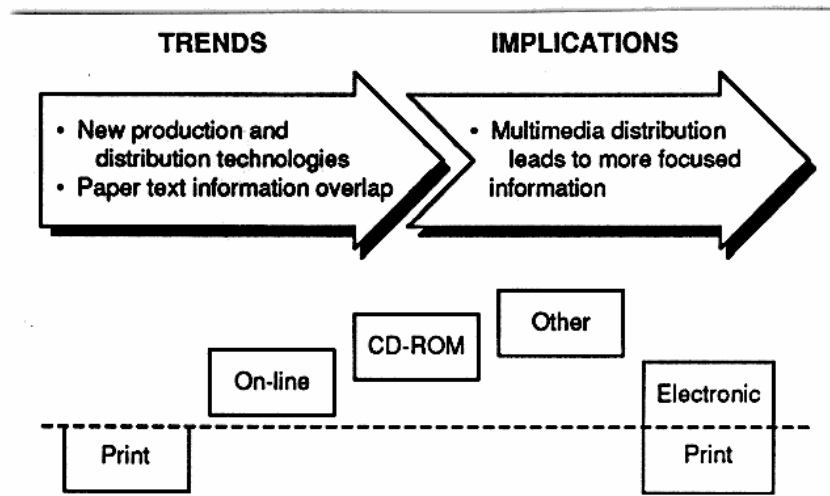 TRENDS
IMPLICATIONS
• New production and
distribution technologies
• Paper text information overlap
• Multimedia distribution
leads to more focused
information
Other
CD-ROM
On-line
Electronic
Print
Print